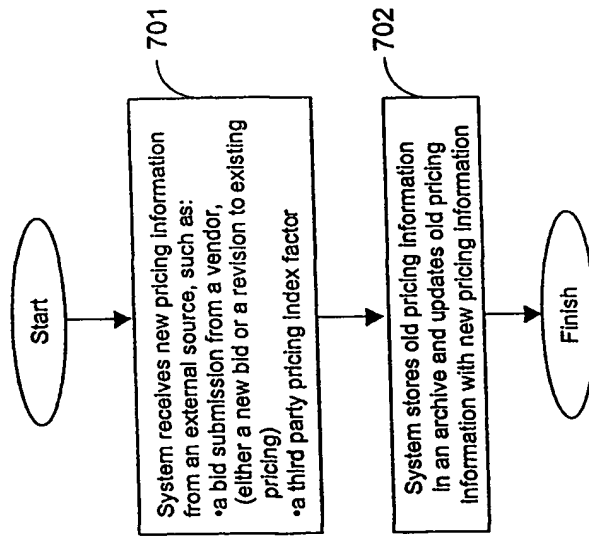 Start
701
System receives new pricing information
from an external source, such as:
•a bid submission from a vendor,
(either a new bid or a revision to existing
pricing)
•a third party pricing index factor
702
System stores old pricing information
in an archive and updates old pricing
information with new pricing information
Finish